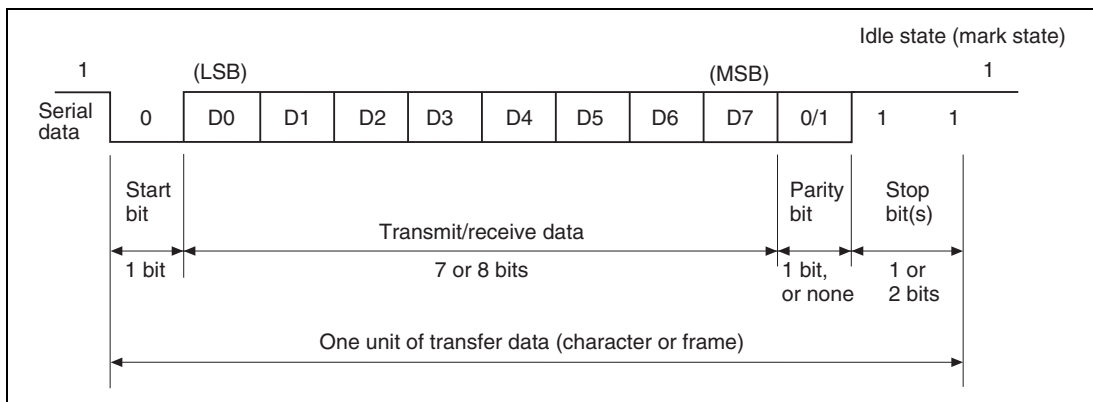 Idle state (mark state)
1 (LSB) (MSB) 1
Serial data 0 D0 D1 D2 D3 D4 D5 D6 D7 0/1 1 1
Start bit
Parity bit
Stop bit(s)
Transmit/receive data
1 bit
7 or 8 bits
1 bit, or none
1 or 2 bits
One unit of transfer data (character or frame)